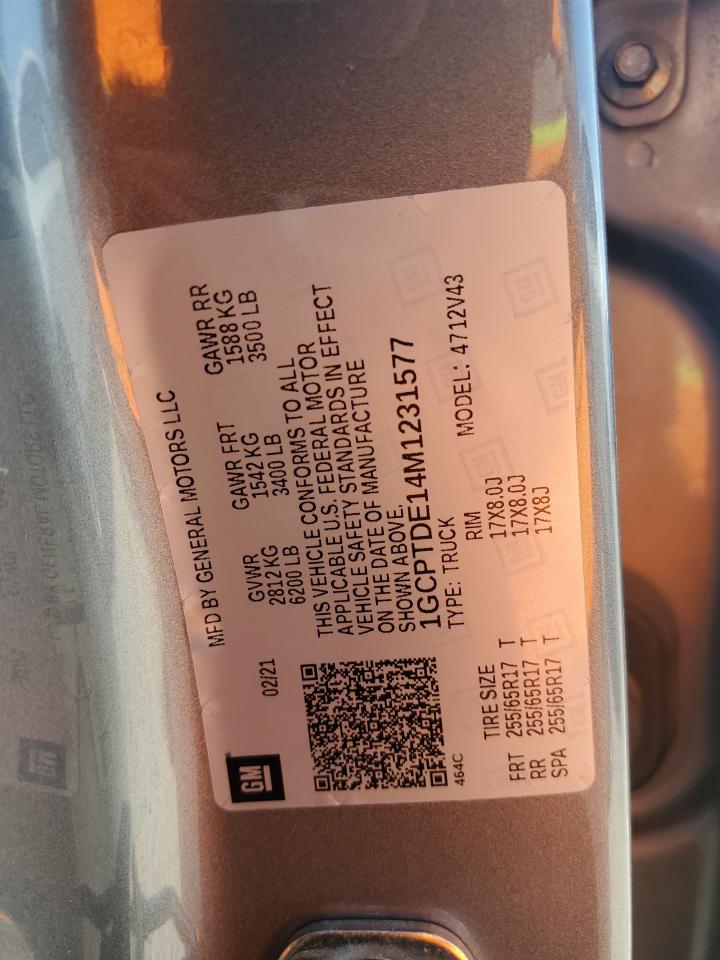 GM
02/21
MFD BY GENERAL MOTORS LLC
GVWR GAWR FRT GAWR RR
2812 KG 1542 KG 1588 KG
6200 LB 3400 LB 3500 LB
THIS VEHICLE CONFORMS TO ALL
APPLICABLE U.S. FEDERAL MOTOR
VEHICLE SAFETY STANDARDS IN EFFECT
ON THE DATE OF MANUFACTURE
SHOWN ABOVE.
1GCPTDE14M1231577
TYPE: TRUCK MODEL: 4712V43
464C
TIRE SIZE RIM
FRT 255/65R17 T 17X8.0J
RR 255/65R17 T 17X8.0J
SPA 255/65R17 T 17X8J